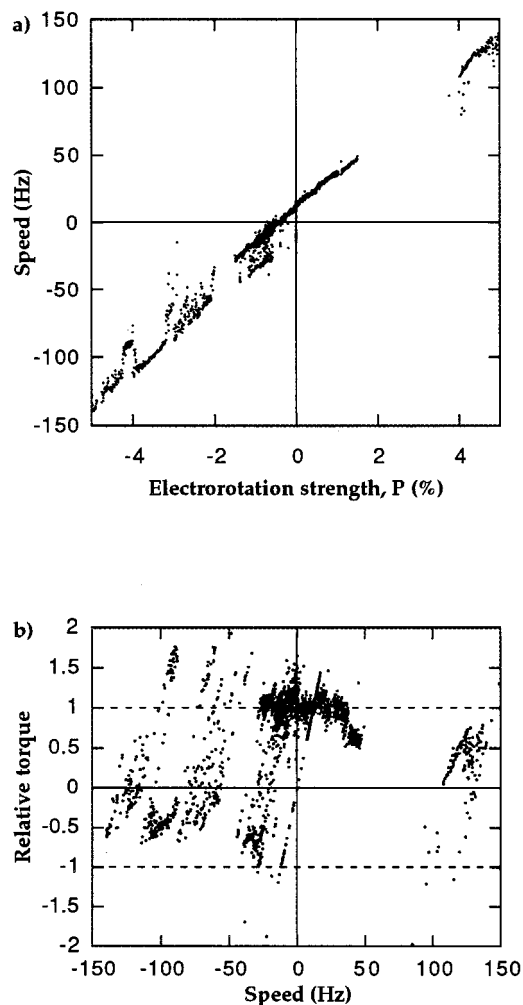 a)
150
100
50
0
-50
-100
-150
Speed (Hz)
-4 -2 0 2 4
Electrorotation strength, P (%)
b)
2
1.5
1
0.5
0
-0.5
-1
-1.5
-2
Relative torque
-150 -100 -50 0 50 100 150
Speed (Hz)